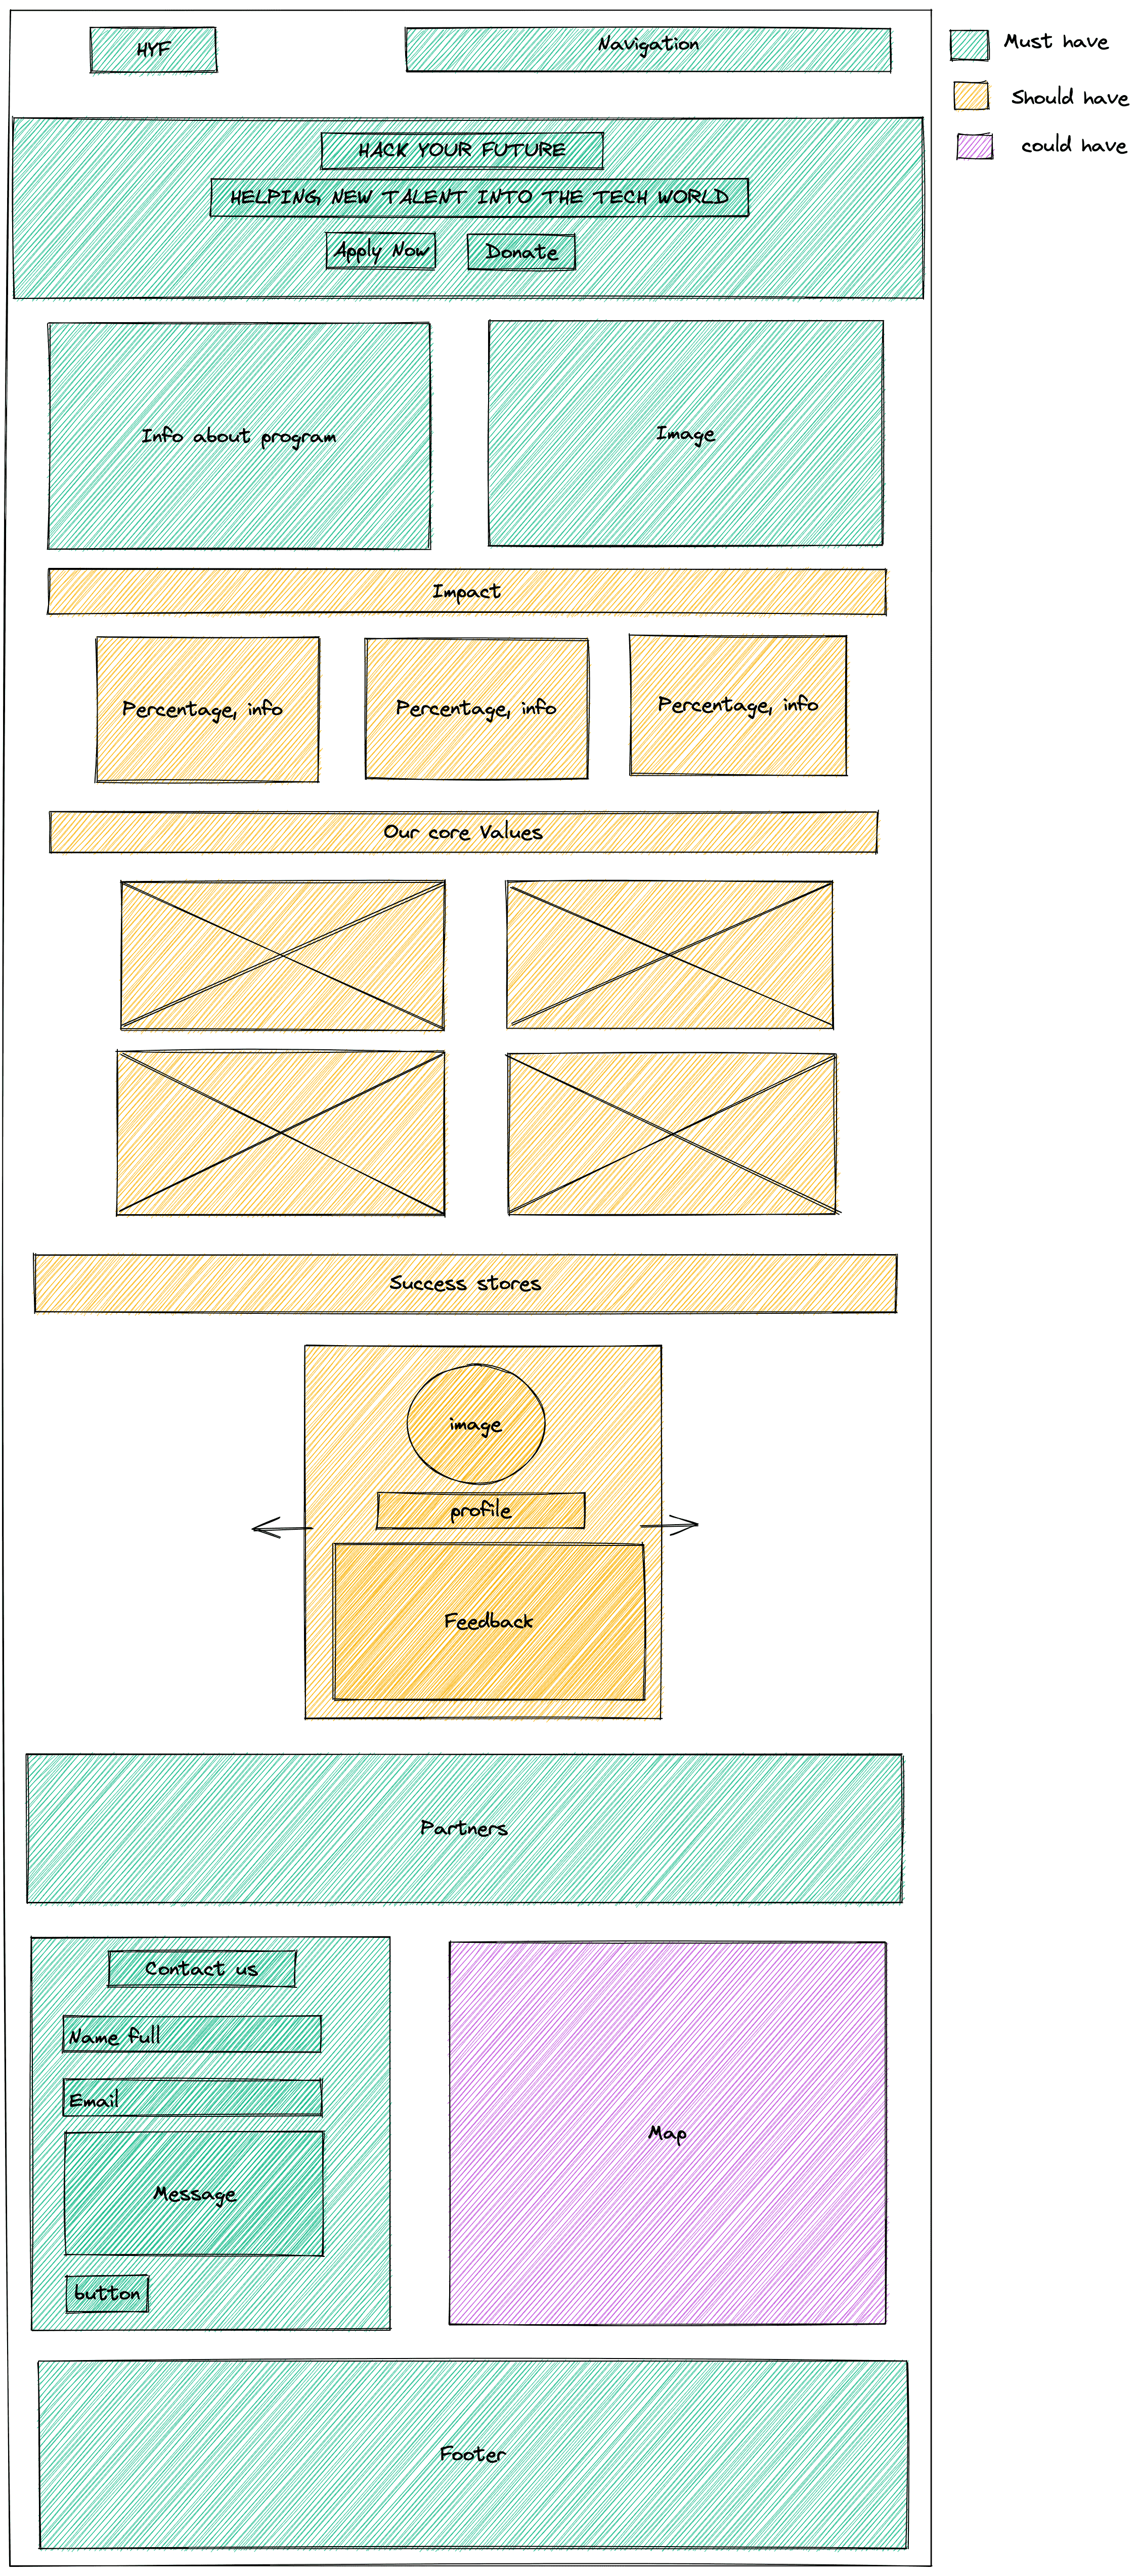 HYF
Navigation
Must have
Should have
could have
HACK YOUR FUTURE
HELPING NEW TALENT INTO THE TECH WORLD
Apply Now
Donate
Info about program
Image
Impact
Percentage, info
Percentage, info
Percentage, info
Our core Values
Success stores
image
profile
Feedback
Partners
Contact us
Name full
Email
Message
button
Map
Footer